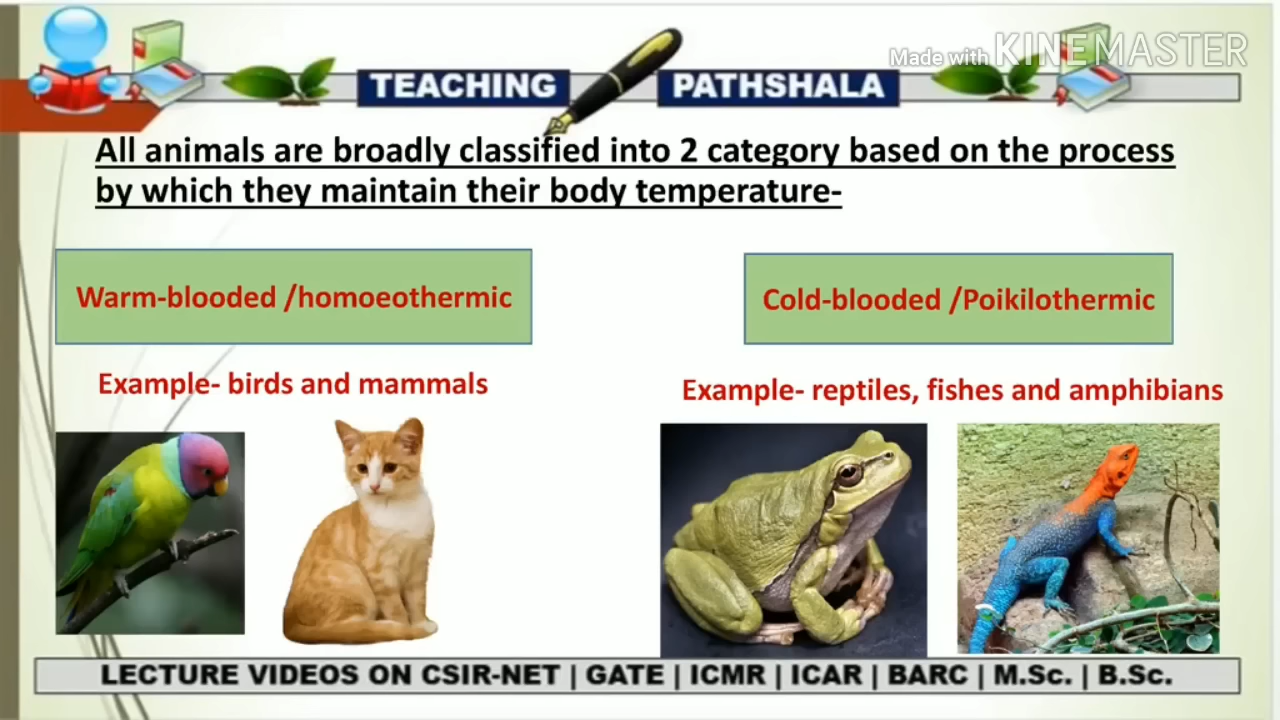 Made with KINEMASTER
TEACHING PATHSHALA
All animals are broadly classified into 2 category based on the process
by which they maintain their body temperature-
Warm-blooded /homoeothermic
Cold-blooded /Poikilothermic
Example- birds and mammals
Example- reptiles, fishes and amphibians
LECTURE VIDEOS ON CSIR-NET | GATE | ICMR | ICAR | BARC | M.Sc. | B.Sc.